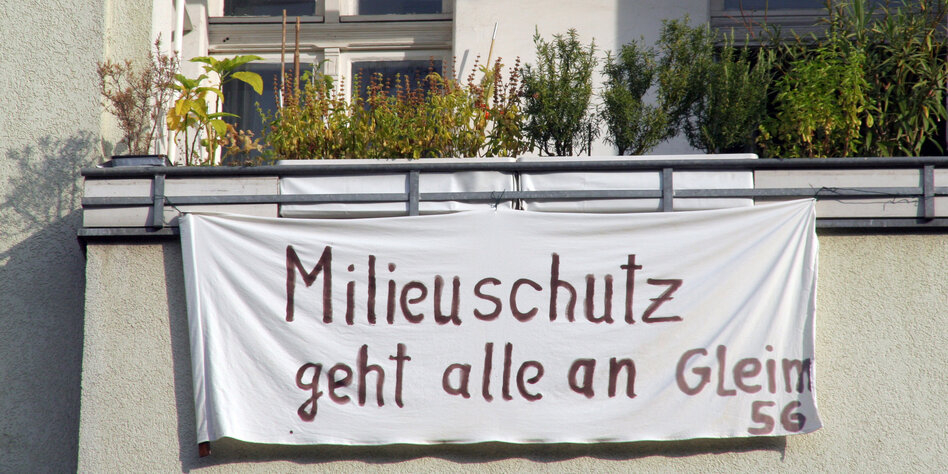 Milieuschutz
geht alle an Gleim
56